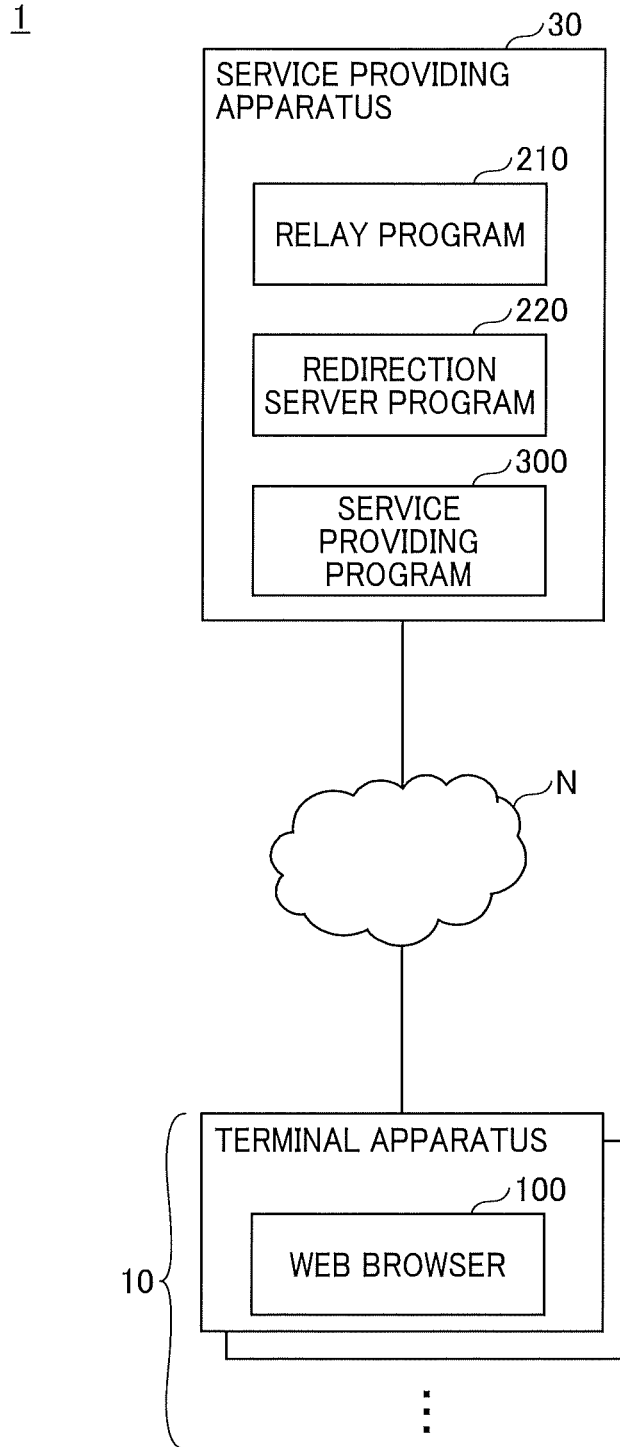 1
30
SERVICE PROVIDING
APPARATUS
210
RELAY PROGRAM
220
REDIRECTION
SERVER PROGRAM
300
SERVICE
PROVIDING
PROGRAM
N
TERMINAL APPARATUS
100
WEB BROWSER
10